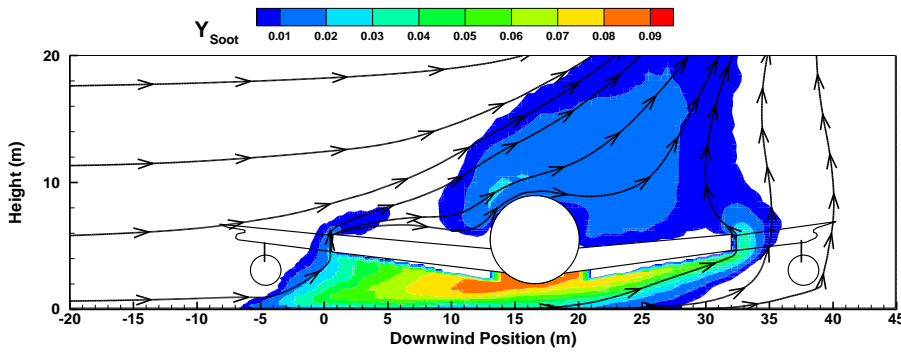 Y_Soot
0.01 0.02 0.03 0.04 0.05 0.06 0.07 0.08 0.09
20
10
0
Height (m)
-20 -15 -10 -5 0 5 10 15 20 25 30 35 40 45
Downwind Position (m)